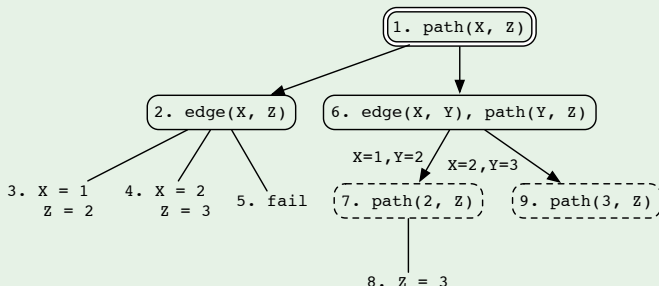 1. path(X, Z)
2. edge(X, Z)
6. edge(X, Y), path(Y, Z)
X=1,Y=2
X=2,Y=3
3. X = 1
Z = 2
4. X = 2
Z = 3
5. fail
7. path(2, Z)
9. path(3, Z)
8. Z = 3